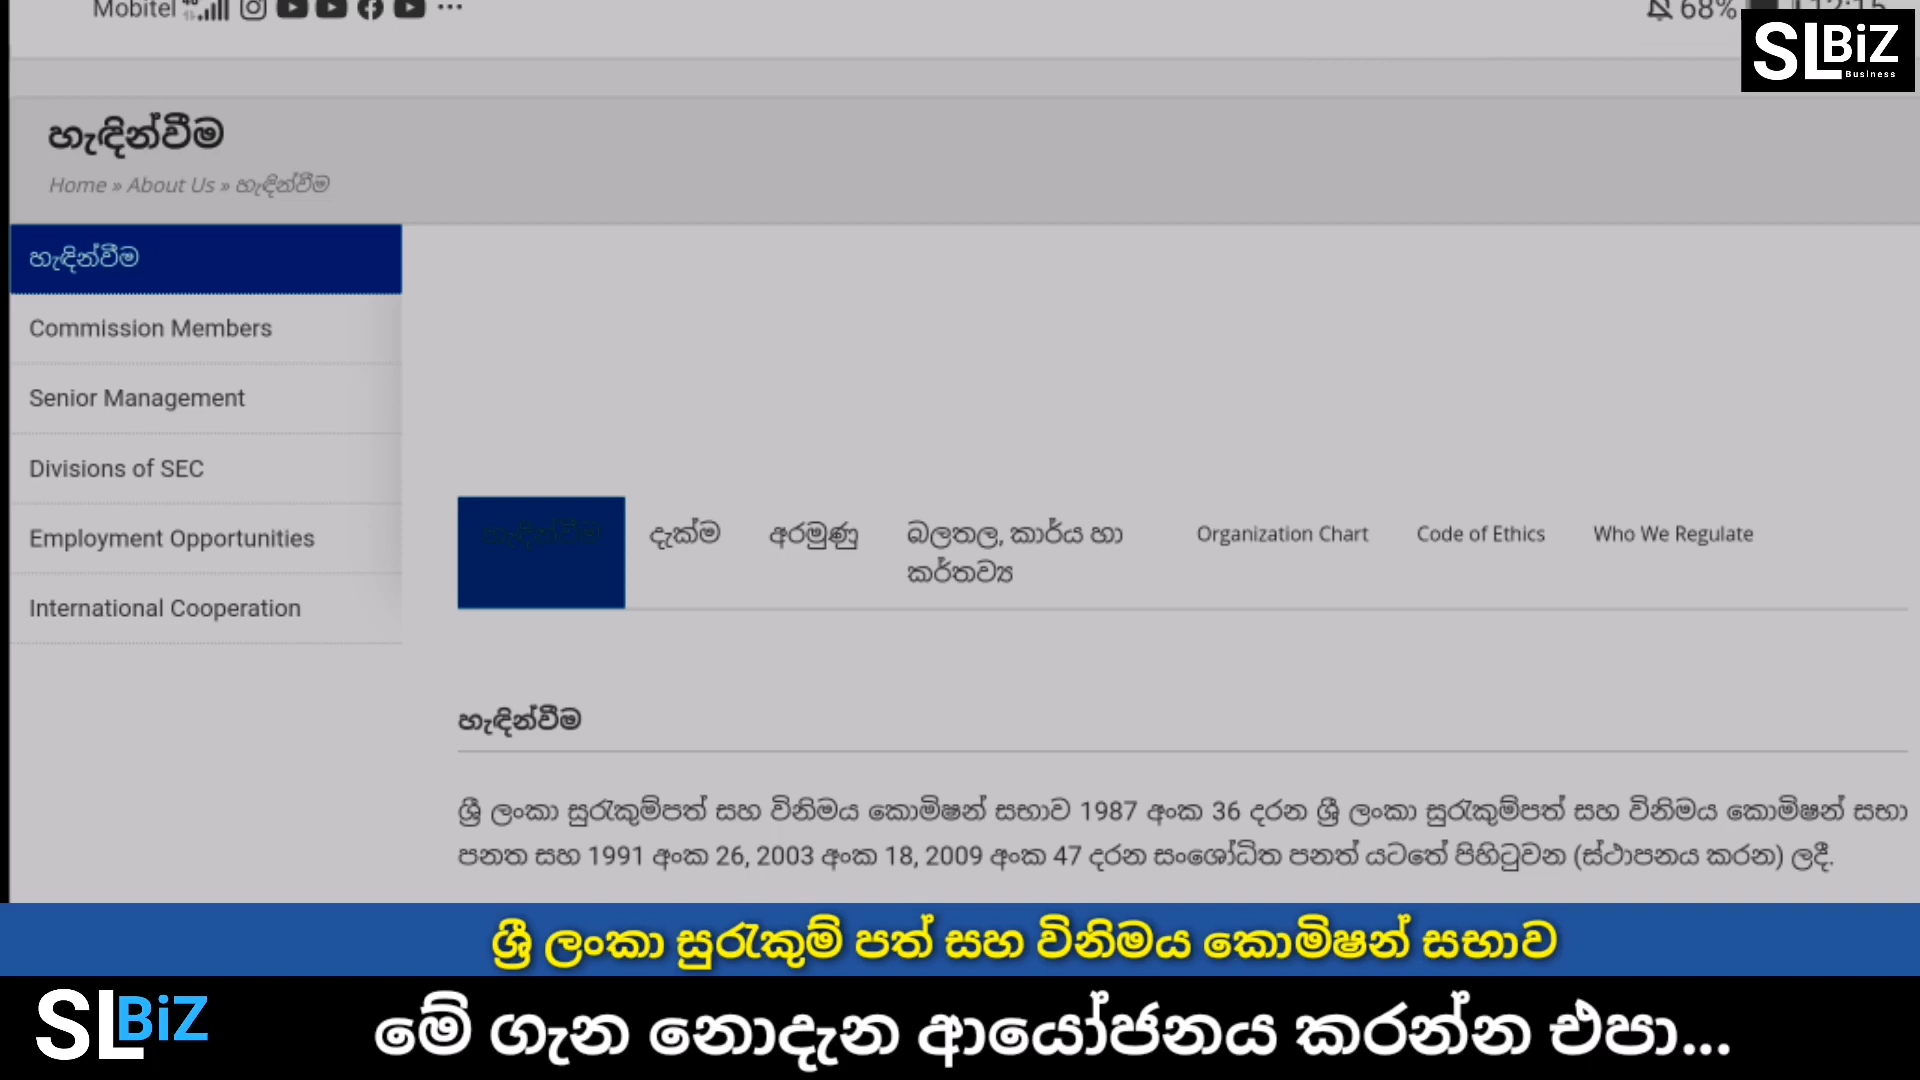 Mobitel
68%
12:15
SLBiZ
Business
හැඳින්වීම
Home » About Us » හැඳින්වීම
හැඳින්වීම
Commission Members
Senior Management
Divisions of SEC
Employment Opportunities
International Cooperation
හැඳින්වීම
දැක්ම
අරමුණු
බලතල, කාර්ය හා
කර්තව්‍ය
Organization Chart
Code of Ethics
Who We Regulate
හැඳින්වීම
ශ්‍රී ලංකා සුරැකුම්පත් සහ විනිමය කොමිෂන් සභාව 1987 අංක 36 දරන ශ්‍රී ලංකා සුරැකුම්පත් සහ විනිමය කොමිෂන් සභා
පනත සහ 1991 අංක 26, 2003 අංක 18, 2009 අංක 47 දරන සංශෝධිත පනත් යටතේ පිහිටුවන (ස්ථාපනය කරන) ලදී.
ශ්‍රී ලංකා සුරැකුම් පත් සහ විනිමය කොමිෂන් සභාව
SLBiZ
මේ ගැන නොදැන ආයෝජනය කරන්න එපා...